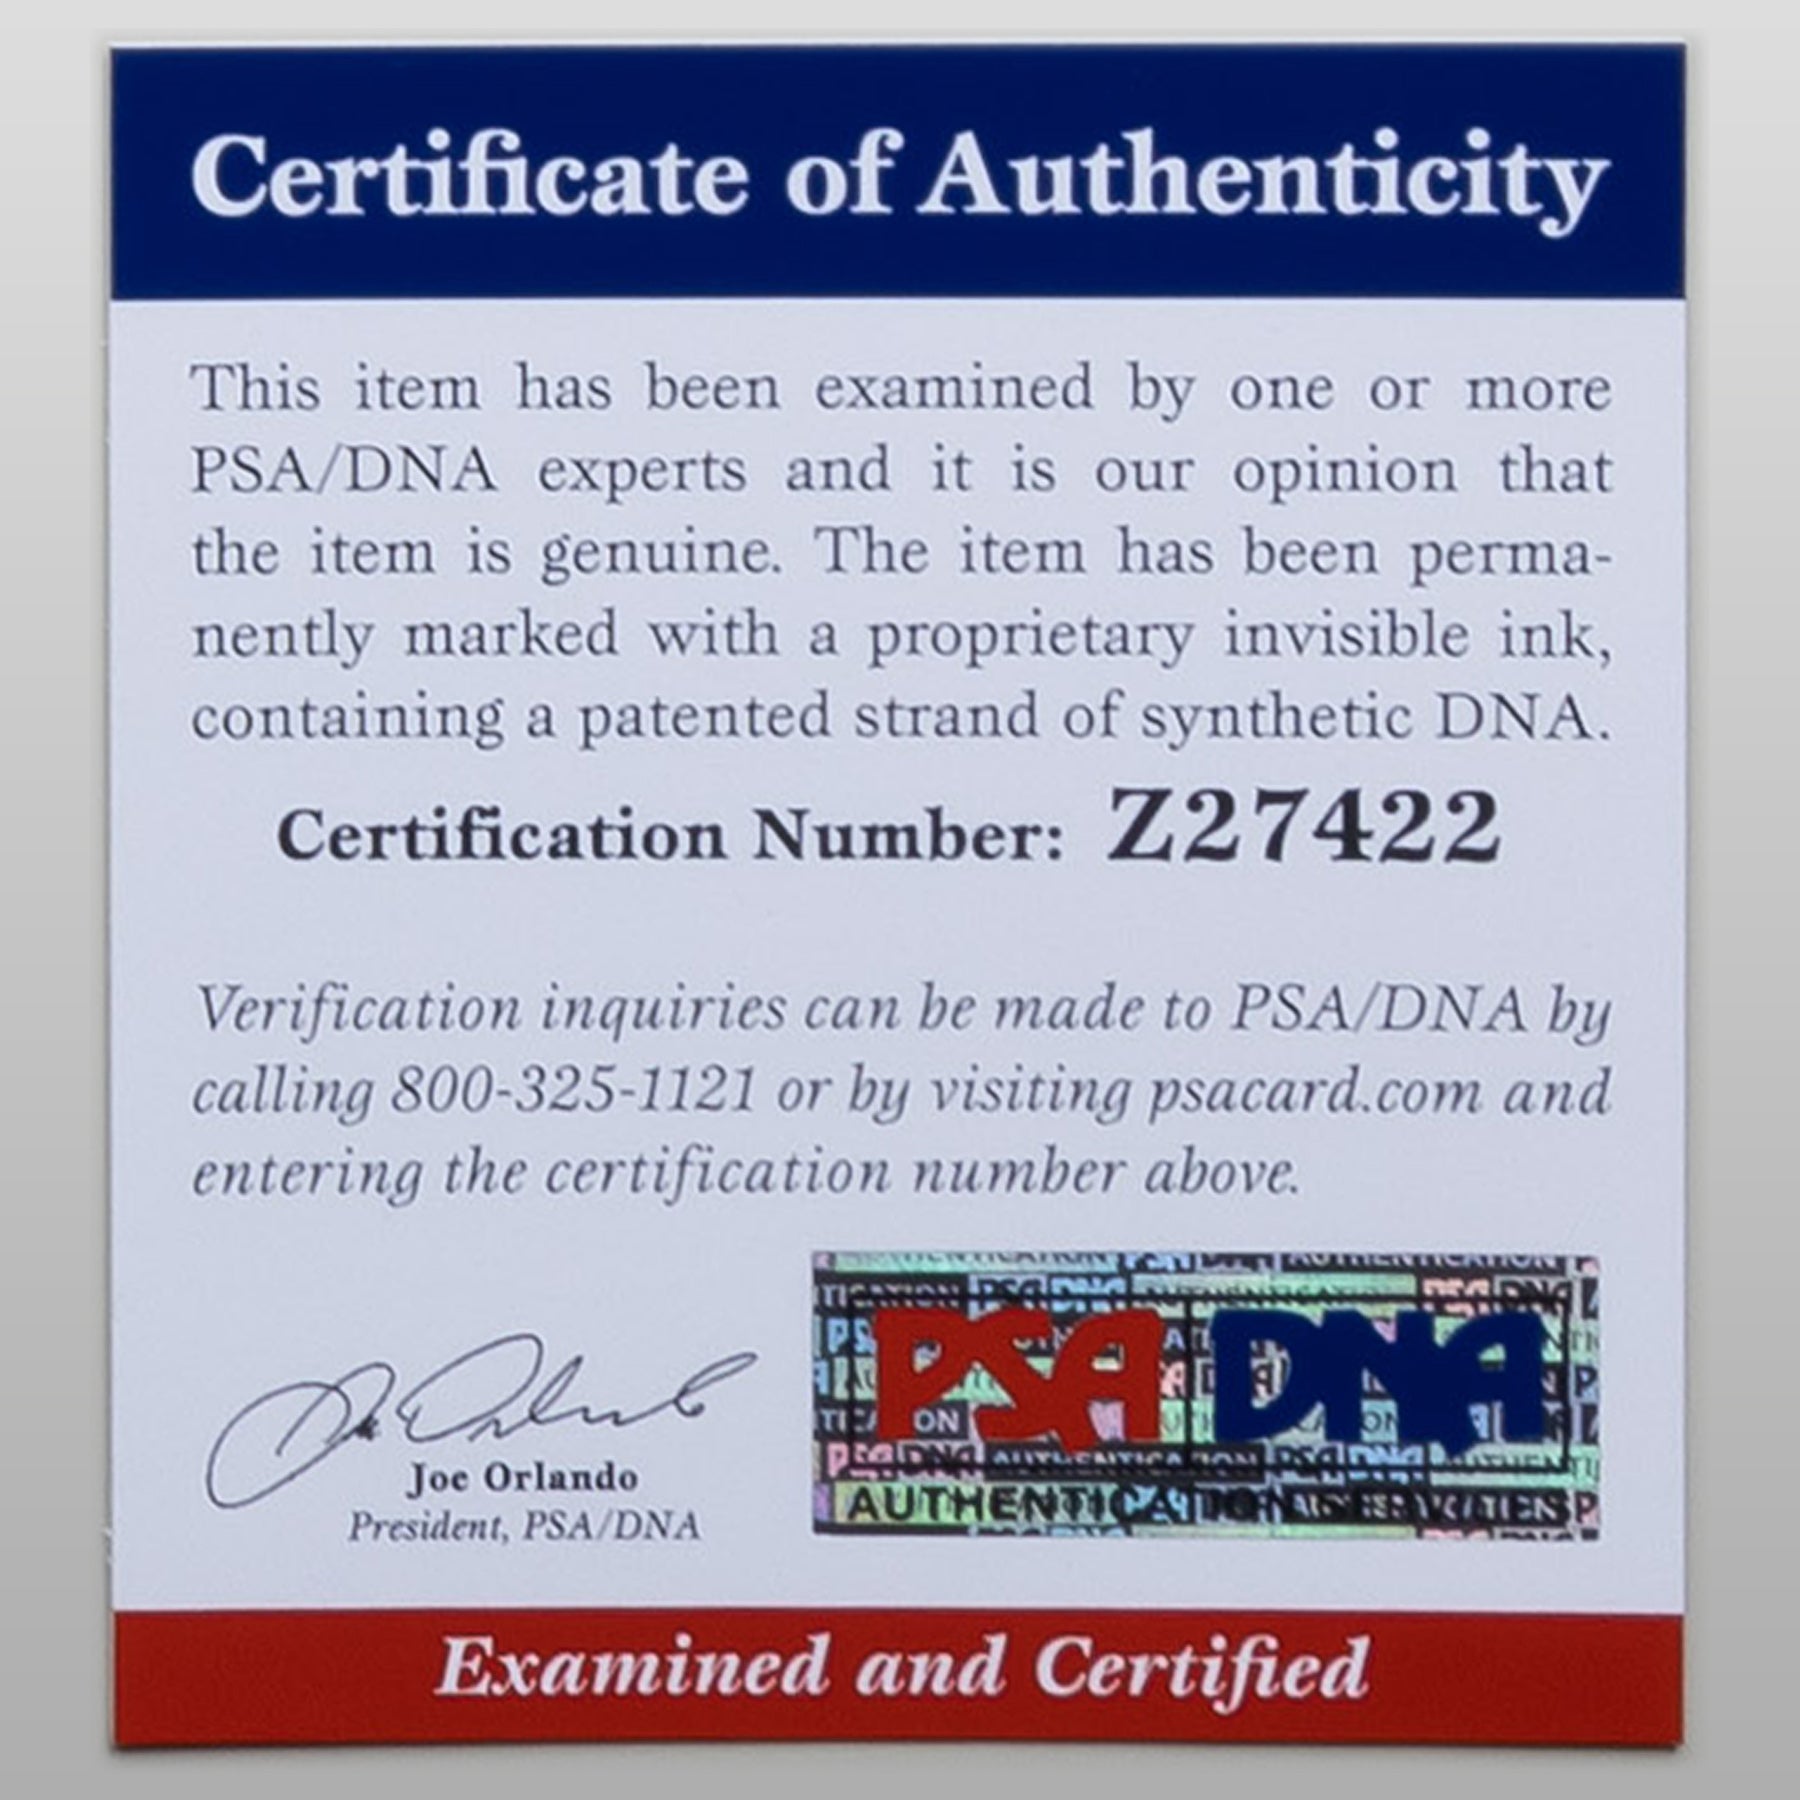 Certificate of Authenticity
This item has been examined by one or more
PSA/DNA experts and it is our opinion that
the item is genuine. The item has been perma-
nently marked with a proprietary invisible ink,
containing a patented strand of synthetic DNA.
Certification Number: Z27422
Verification inquiries can be made to PSA/DNA by
calling 800-325-1121 or by visiting psacard.com and
entering the certification number above.
Joe Orlando
President, PSA/DNA
PSA DNA
AUTHENTICATION SERVICES
Examined and Certified